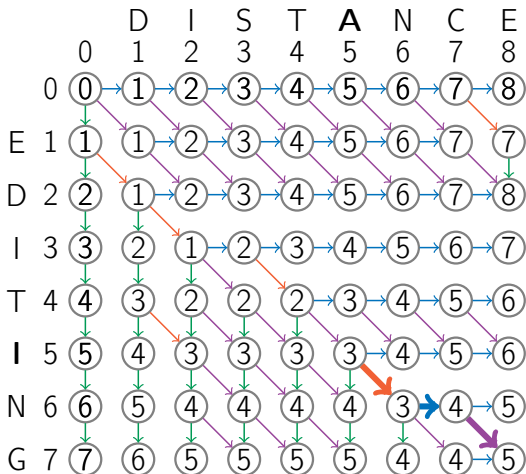 D I S T A N C E
0 1 2 3 4 5 6 7 8
0 0 1 2 3 4 5 6 7 8
E 1 1 1 2 3 4 5 6 7 7
D 2 2 1 2 3 4 5 6 7 8
I 3 3 2 1 2 3 4 5 6 7
T 4 4 3 2 2 2 3 4 5 6
I 5 5 4 3 3 3 3 4 5 6
N 6 6 5 4 4 4 4 3 4 5
G 7 7 6 5 5 5 5 4 4 5